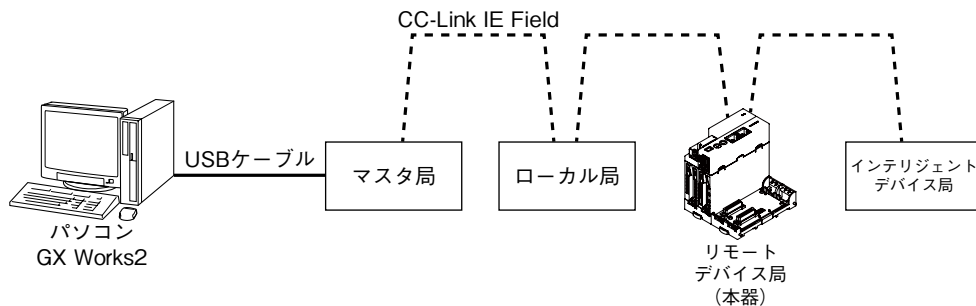 CC-Link IE Field
USBケーブル
マスタ局
ローカル局
インテリジェント
デバイス局
パソコン
GX Works2
リモート
デバイス局
(本器)